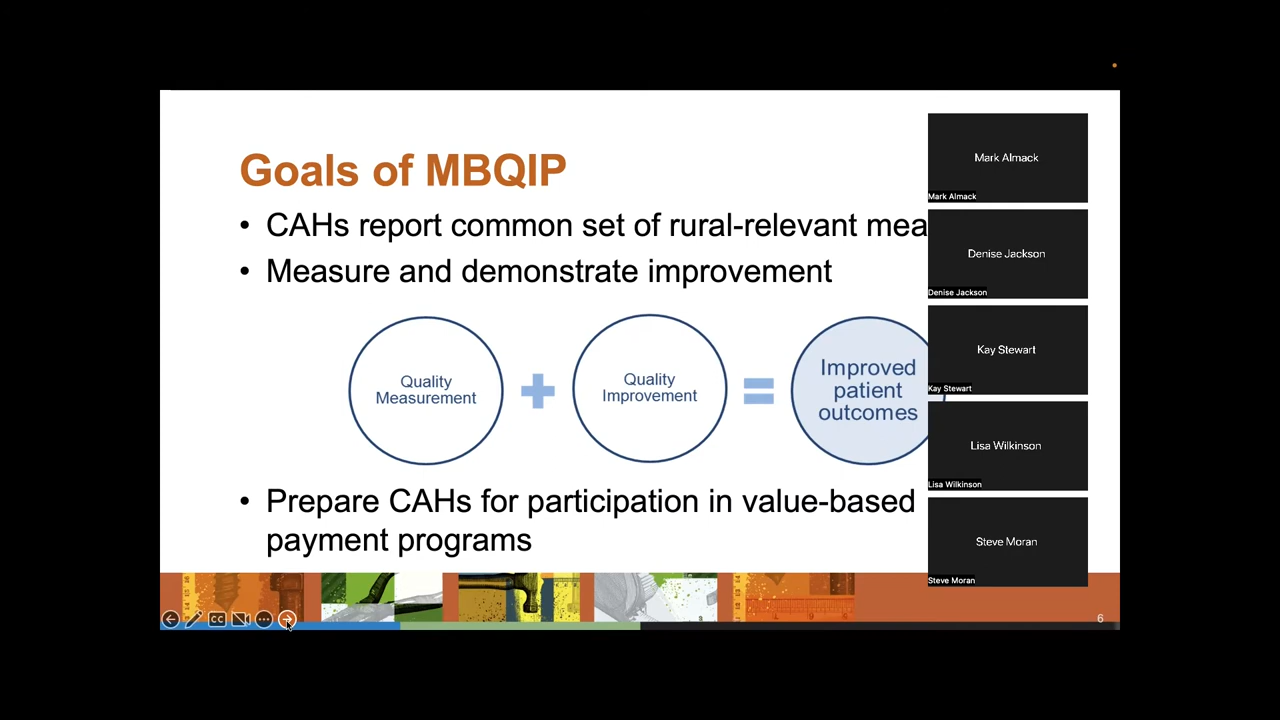 Goals of MBQIP
• CAHs report common set of rural-relevant mea
• Measure and demonstrate improvement
Quality
Measurement
Quality
Improvement
Improved
patient
outcomes
• Prepare CAHs for participation in value-based
payment programs
Mark Almack
Mark Almack
Denise Jackson
Denise Jackson
Kay Stewart
Kay Stewart
Lisa Wilkinson
Lisa Wilkinson
Steve Moran
Steve Moran
CC
6